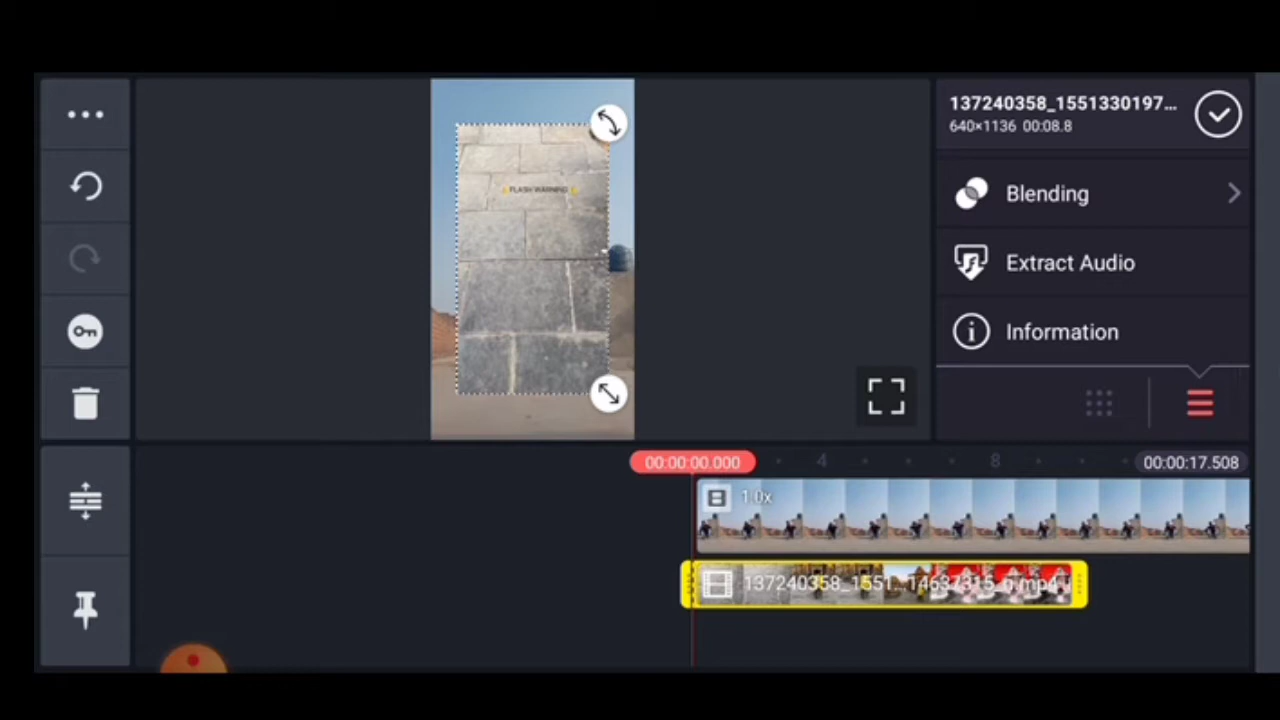 137240358_1551330197...
640×1136 00:08.8
⚠FLASH WARNING⚠
Blending
Extract Audio
Information
00:00:00.000
4
8
00:00:17.508
1.0x
137240358_1551...14637315_6.mp4